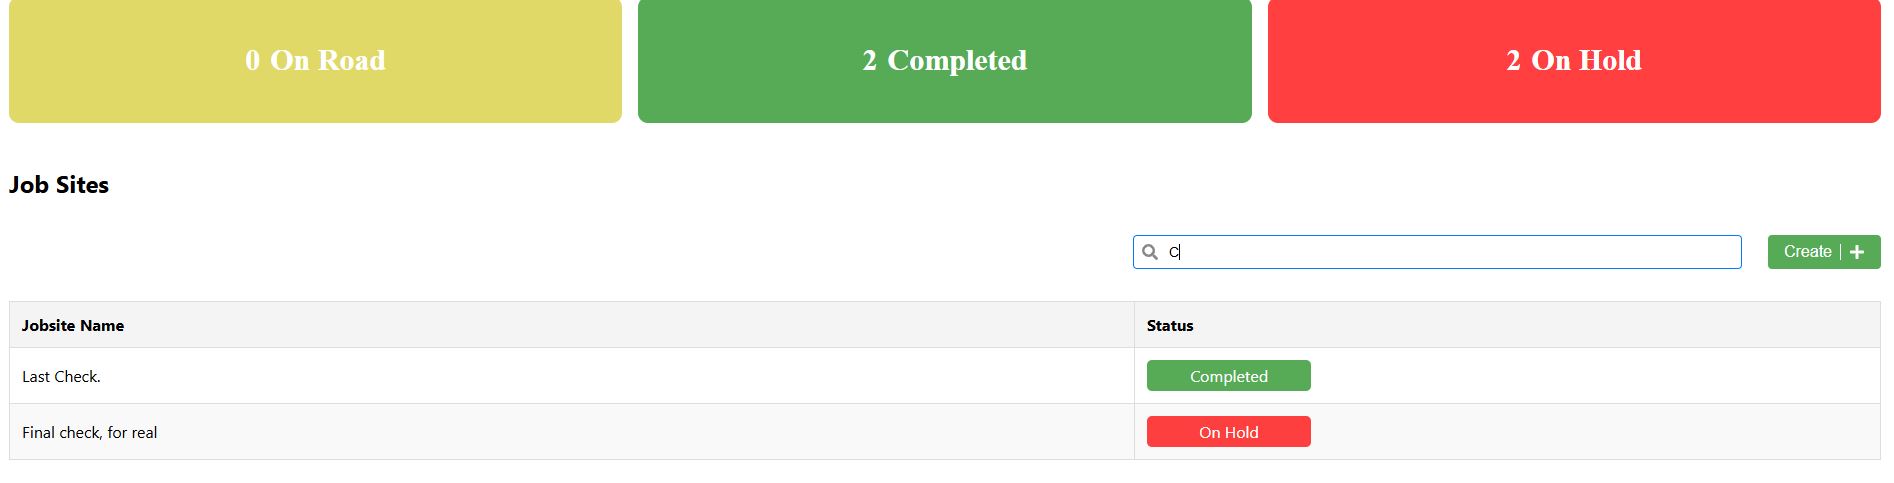 0 On Road
2 Completed
2 On Hold
Job Sites
C
Create
Jobsite Name
Status
Last Check.
Completed
Final check, for real
On Hold